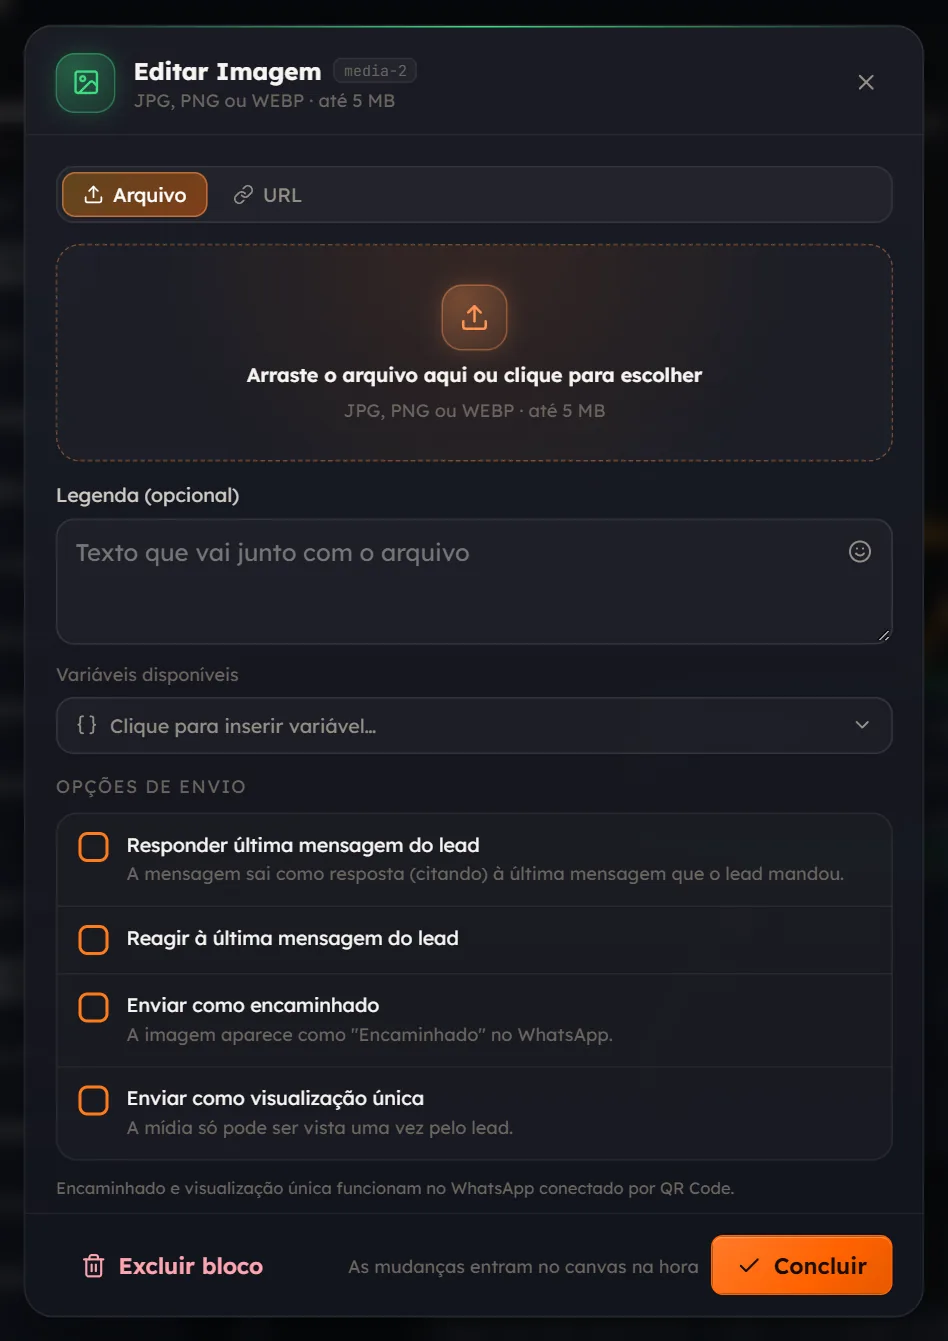 Editar Imagem media-2
JPG, PNG ou WEBP · até 5 MB
Arquivo URL
Arraste o arquivo aqui ou clique para escolher
JPG, PNG ou WEBP · até 5 MB
Legenda (opcional)
Texto que vai junto com o arquivo
Variáveis disponíveis
{} Clique para inserir variável...
OPÇÕES DE ENVIO
Responder última mensagem do lead
A mensagem sai como resposta (citando) à última mensagem que o lead mandou.
Reagir à última mensagem do lead
Enviar como encaminhado
A imagem aparece como "Encaminhado" no WhatsApp.
Enviar como visualização única
A mídia só pode ser vista uma vez pelo lead.
Encaminhado e visualização única funcionam no WhatsApp conectado por QR Code.
Excluir bloco As mudanças entram no canvas na hora Concluir